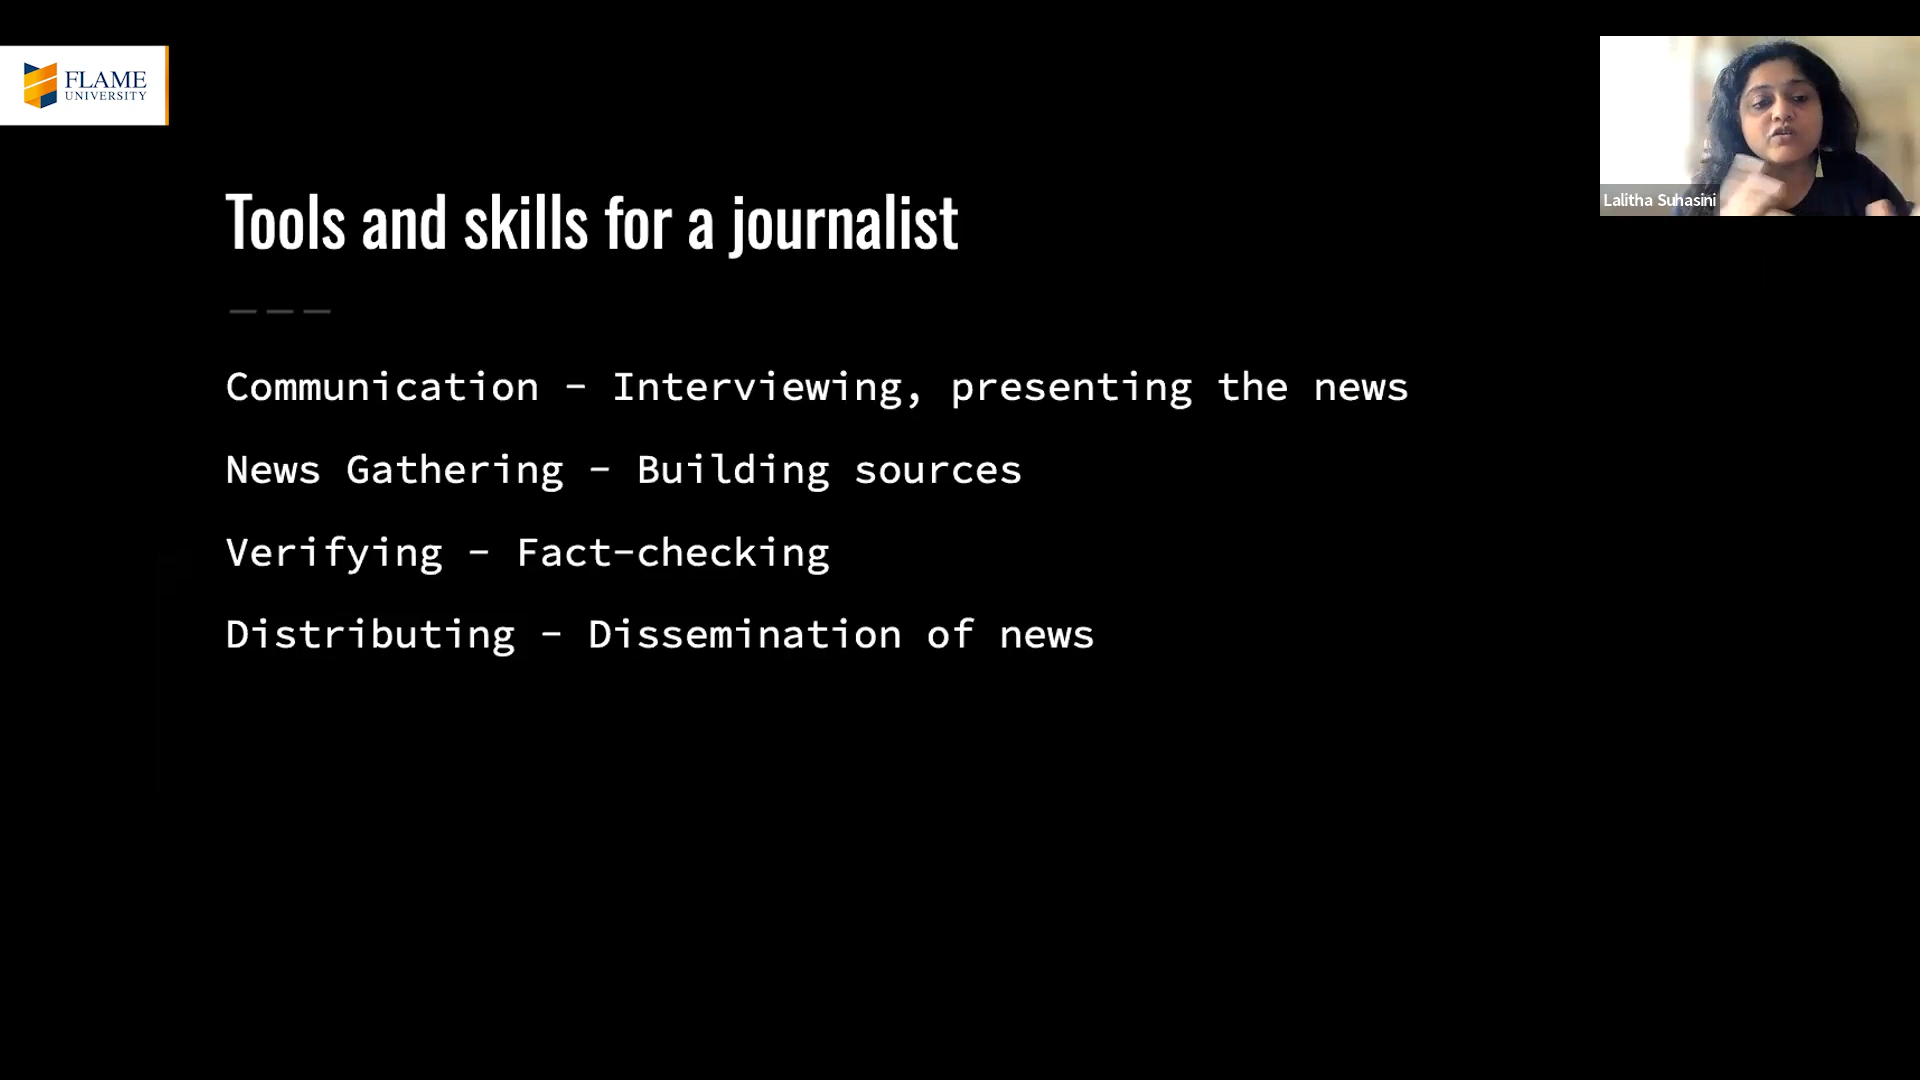 FLAME
UNIVERSITY
Lalitha Suhasini
Tools and skills for a journalist
Communication - Interviewing, presenting the news
News Gathering - Building sources
Verifying - Fact-checking
Distributing - Dissemination of news